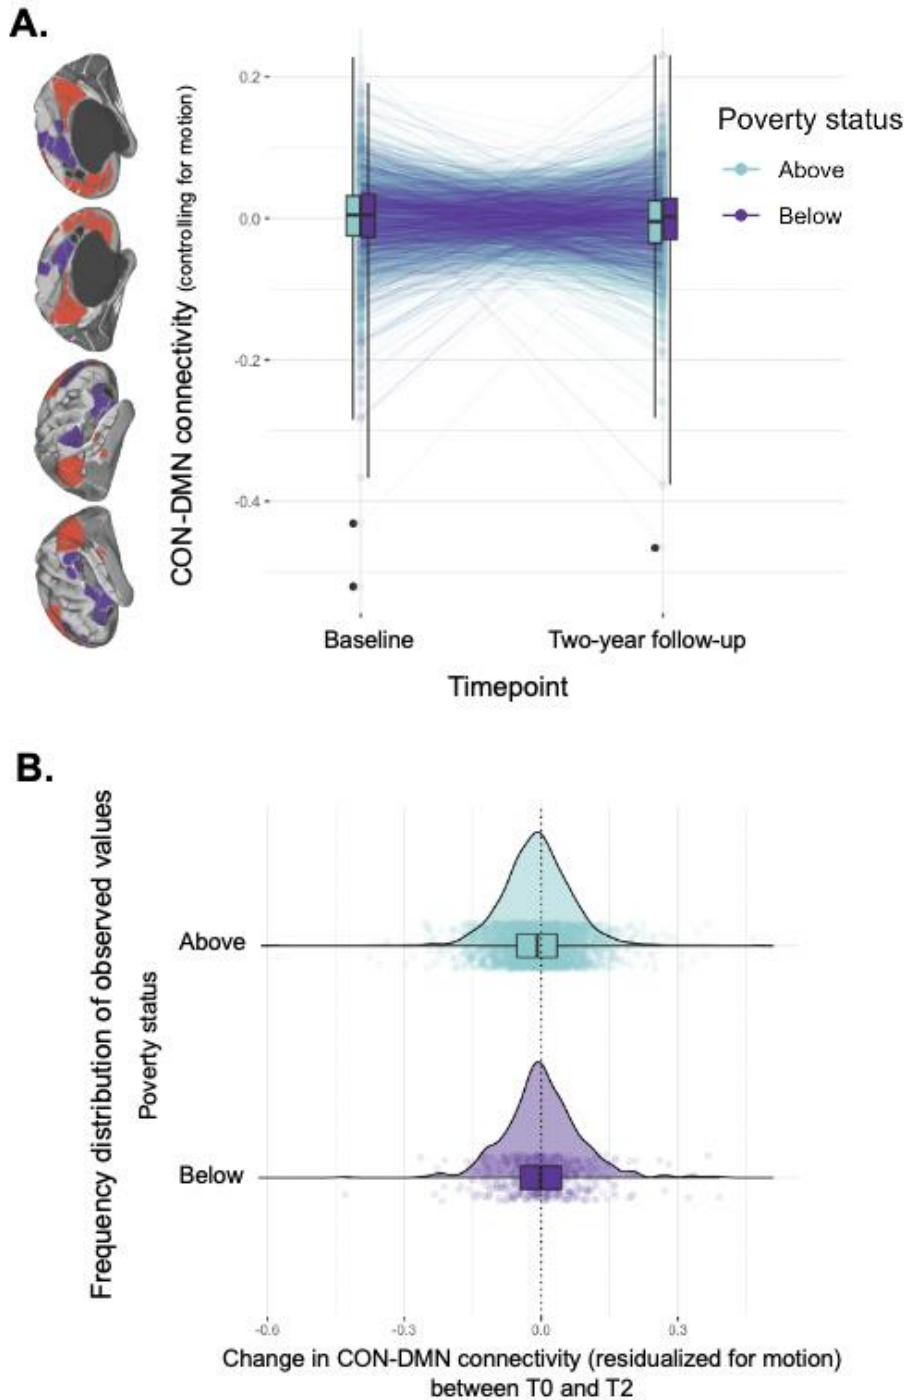 A.
CON-DMN connectivity (controlling for motion)
0.2
0.0
-0.2
-0.4
Poverty status
Above
Below
Baseline
Two-year follow-up
Timepoint
B.
Frequency distribution of observed values
Poverty status
Above
Below
-0.6
-0.3
0.0
0.3
Change in CON-DMN connectivity (residualized for motion)
between T0 and T2